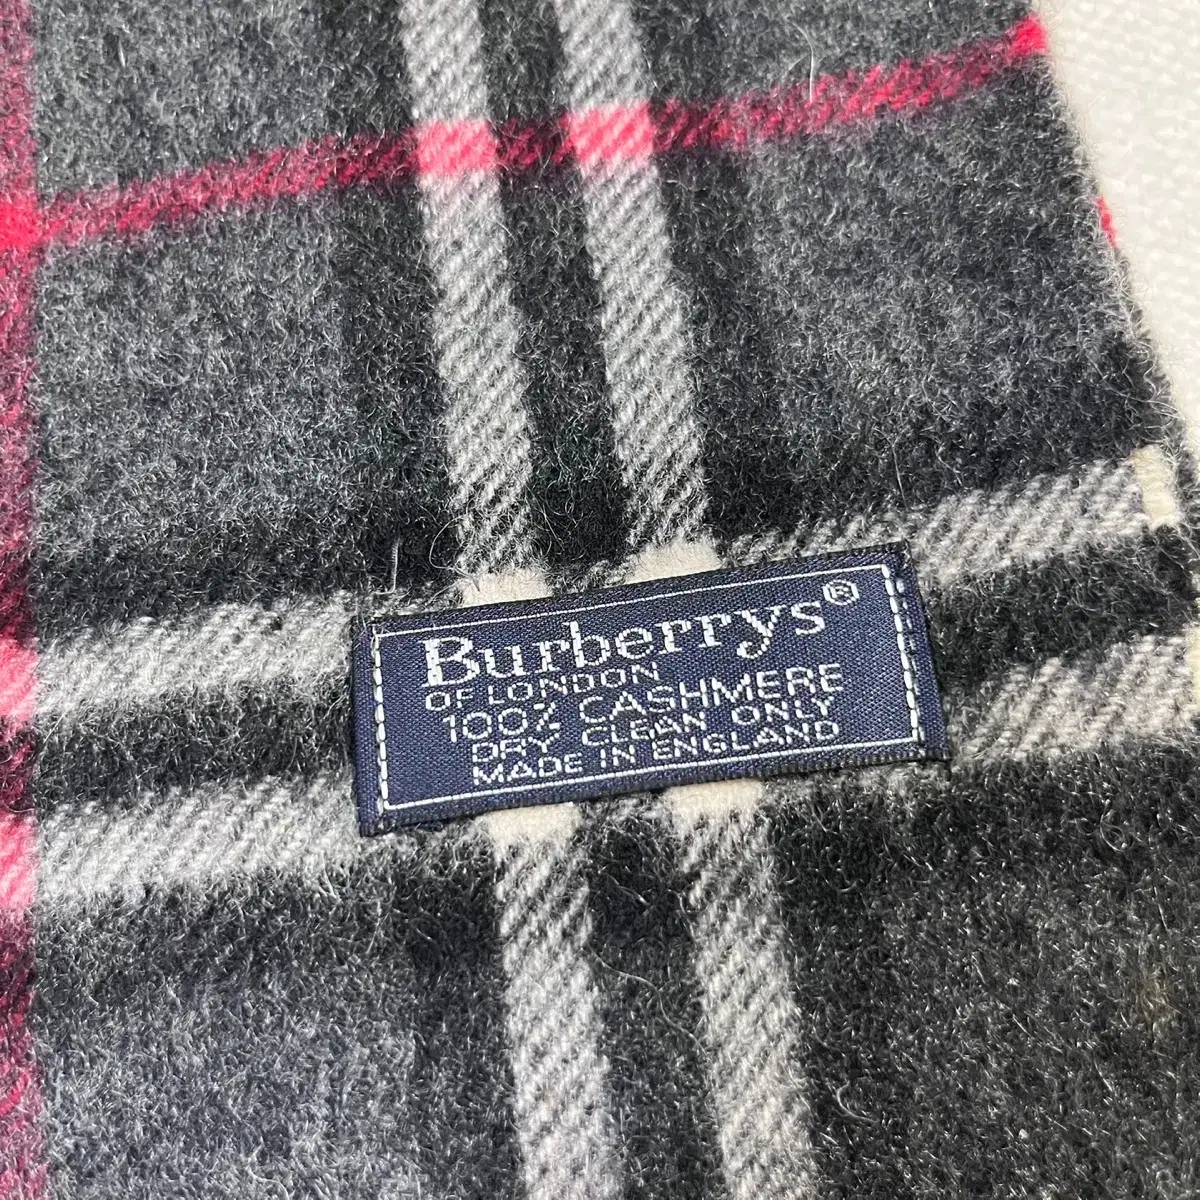 Burberrys®
OF LONDON
100% CASHMERE
DRY CLEAN ONLY
MADE IN ENGLAND